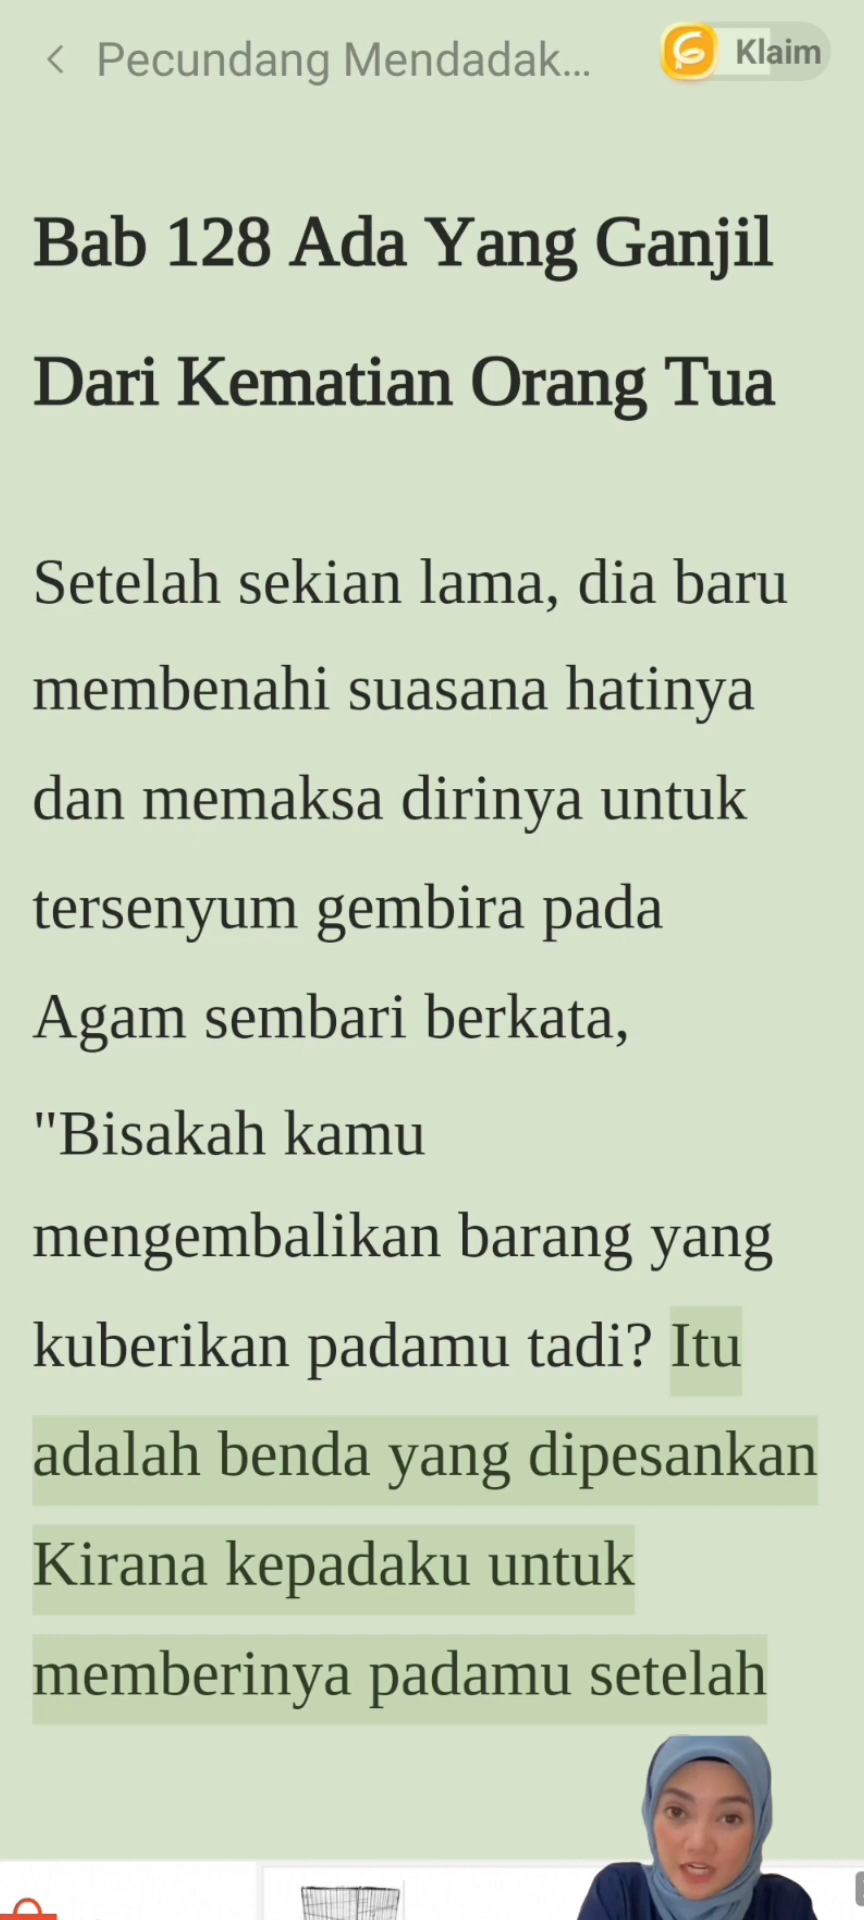 Pecundang Mendadak...
Klaim
Bab 128 Ada Yang Ganjil
Dari Kematian Orang Tua
Setelah sekian lama, dia baru
membenahi suasana hatinya
dan memaksa dirinya untuk
tersenyum gembira pada
Agam sembari berkata,
"Bisakah kamu
mengembalikan barang yang
kuberikan padamu tadi? Itu
adalah benda yang dipesankan
Kirana kepadaku untuk
memberinya padamu setelah